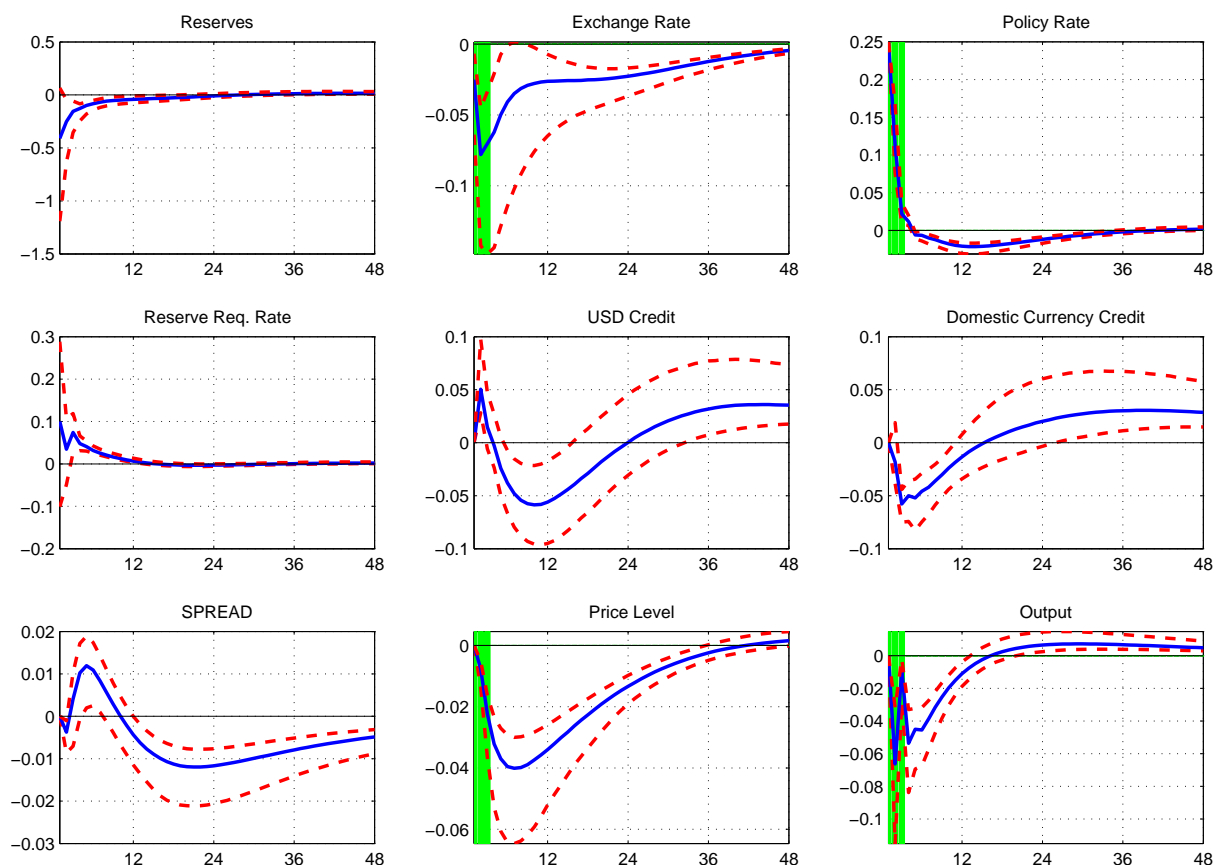 Reserves
0.5
0
−0.5
−1
−1.5
12 24 36 48
Exchange Rate
0
−0.05
−0.1
12 24 36 48
Policy Rate
0.25
0.20
0.15
0.10
0.05
0
12 24 36 48
Reserve Req. Rate
0.3
0.2
0.1
0
−0.1
−0.2
12 24 36 48
USD Credit
0.1
0.05
0
−0.05
−0.1
12 24 36 48
Domestic Currency Credit
0.1
0.05
0
−0.05
−0.1
12 24 36 48
SPREAD
0.02
0.01
0
−0.01
−0.02
−0.03
12 24 36 48
Price Level
0
−0.02
−0.04
−0.06
12 24 36 48
Output
0
−0.02
−0.04
−0.06
−0.08
−0.1
12 24 36 48